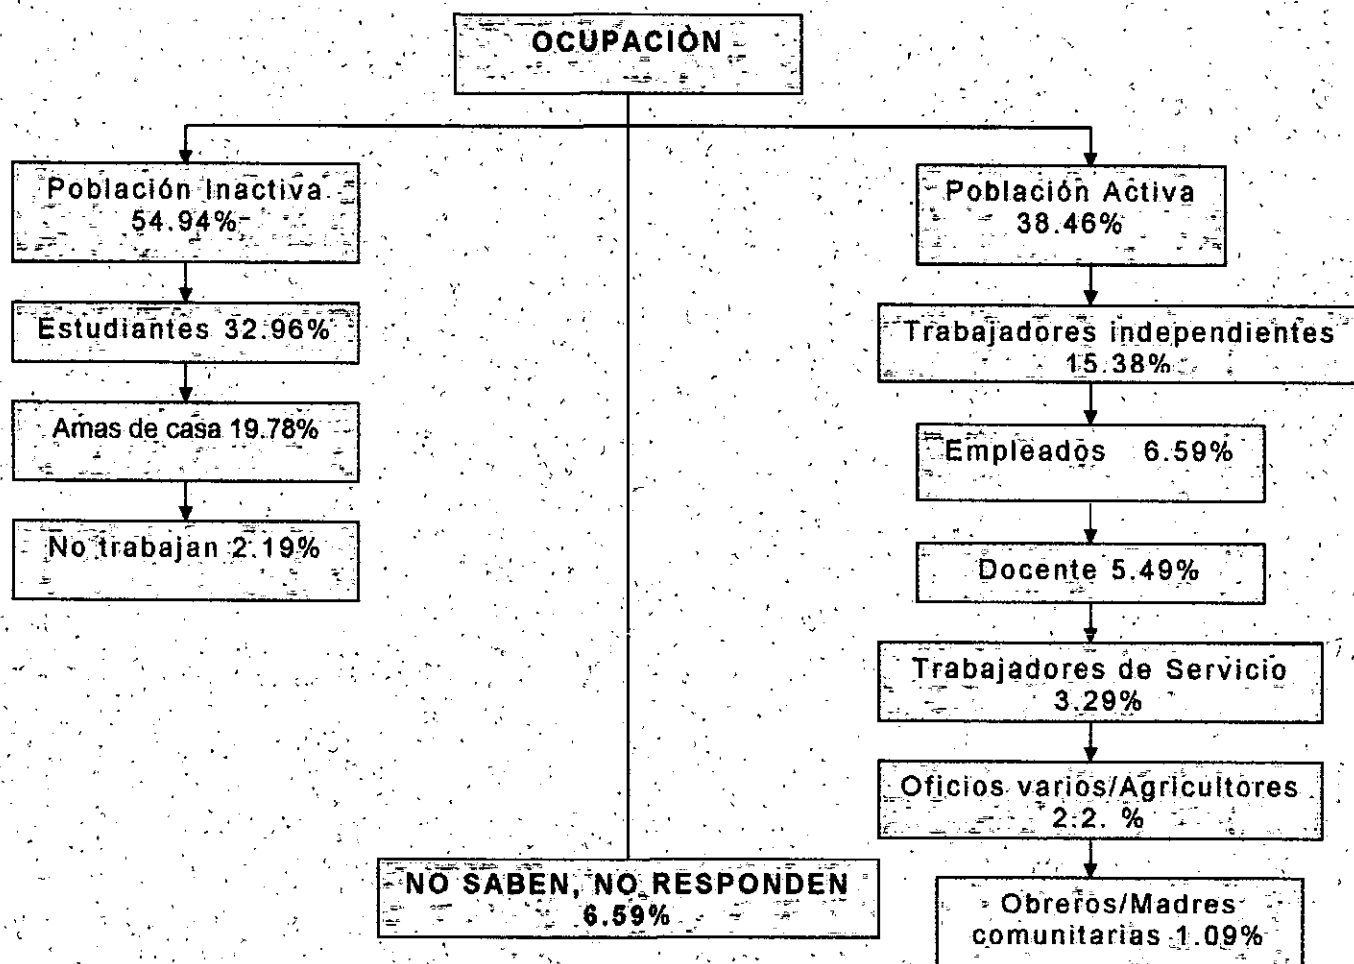 OCUPACIÓN
Población Inactiva
54.94%
Estudiantes 32.96%
Amas de casa 19.78%
No trabajan 2.19%
Población Activa
38.46%
Trabajadores independientes
15.38%
Empleados 6.59%
Docente 5.49%
Trabajadores de Servicio
3.29%
Oficios varios/Agricultores
2.2. %
Obreros/Madres
comunitarias 1.09%
NO SABEN, NO RESPONDEN
6.59%